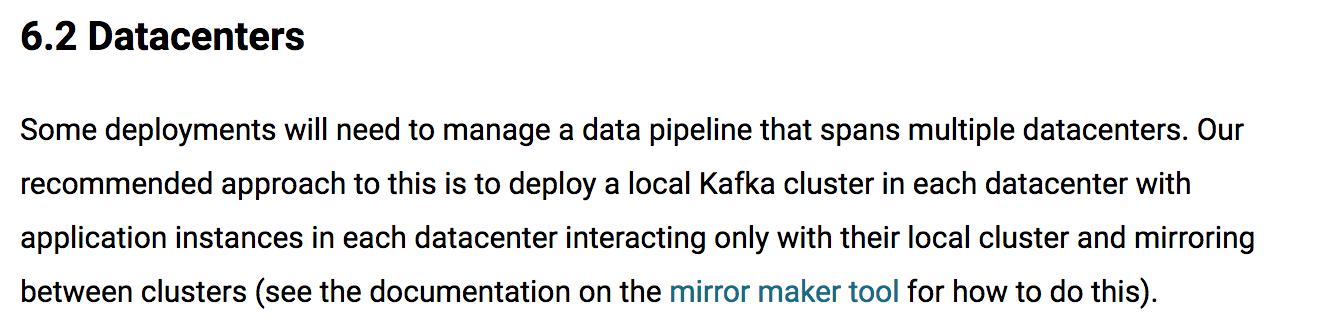 6.2 Datacenters
Some deployments will need to manage a data pipeline that spans multiple datacenters. Our
recommended approach to this is to deploy a local Kafka cluster in each datacenter with
application instances in each datacenter interacting only with their local cluster and mirroring
between clusters (see the documentation on the mirror maker tool for how to do this).